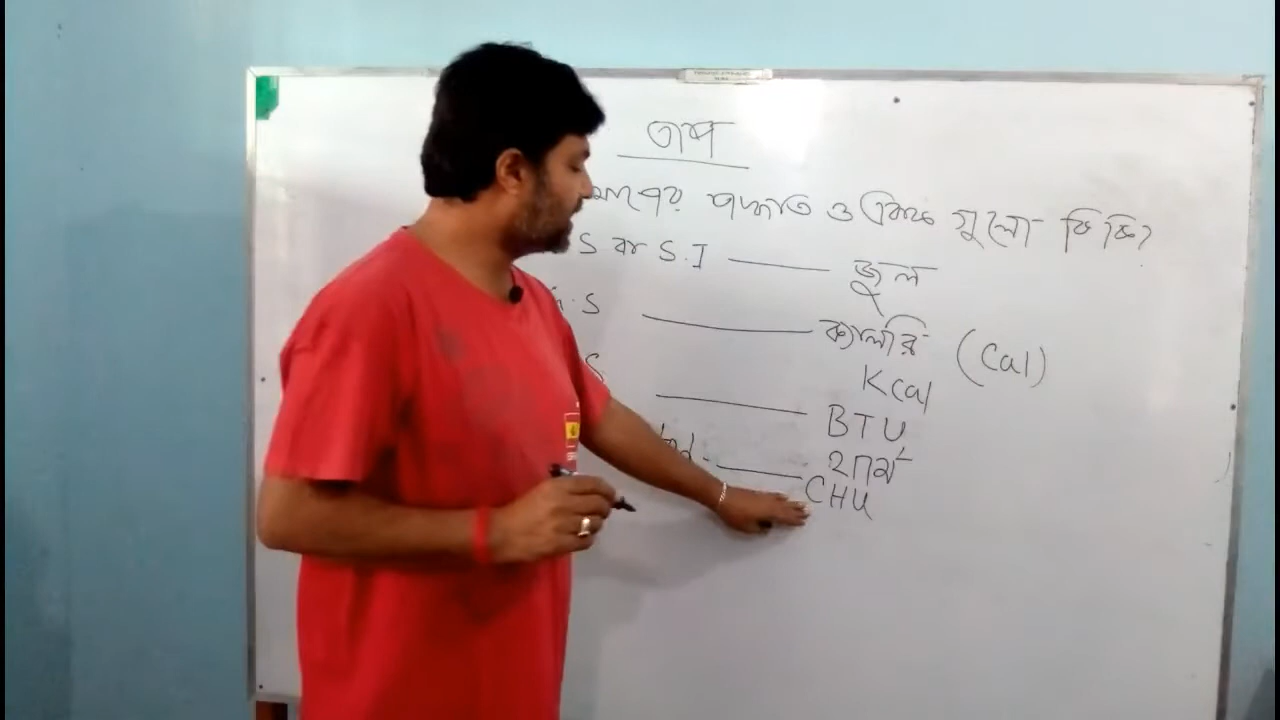 তাপ
মাপের পদ্ধতি ও একক গুলো কি কি?
S বা S.I — জুল
S — ক্যালরি (Cal)
Kcal
S — BTU
থার্ম
CHU